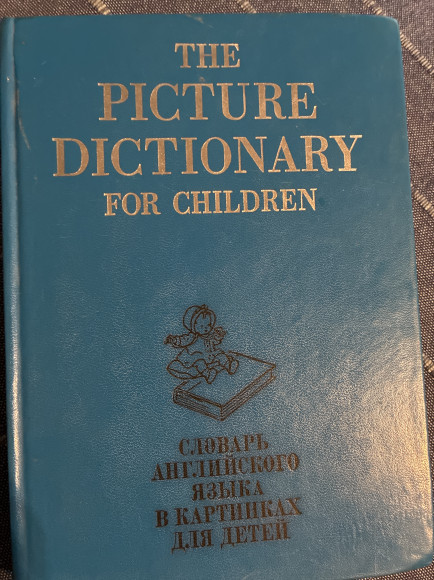 THE
PICTURE
DICTIONARY
FOR CHILDREN
СЛОВАРЬ
АНГЛИЙСКОГО
ЯЗЫКА
В КАРТИНКАХ
ДЛЯ ДЕТЕЙ